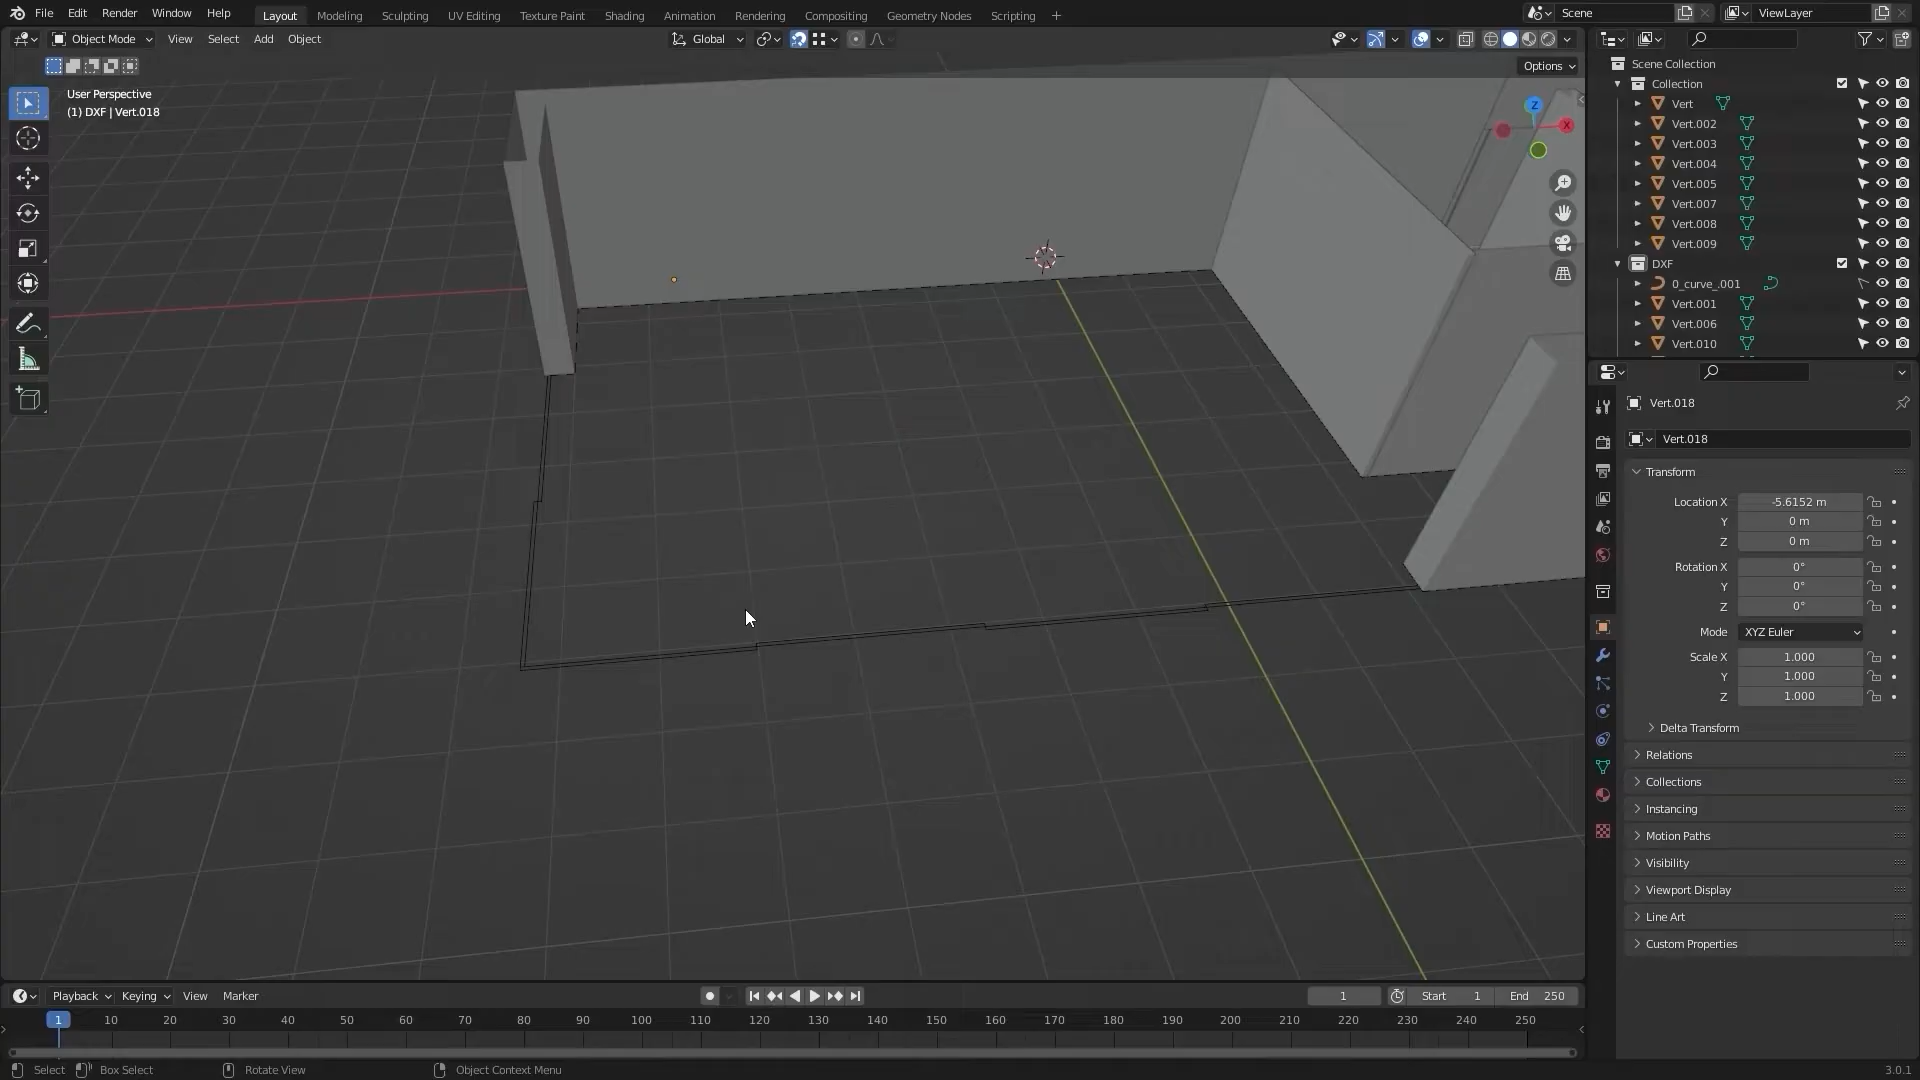 File Edit Render Window Help Layout Modeling Sculpting UV Editing Texture Paint Shading Animation Rendering Compositing Geometry Nodes Scripting + Scene ViewLayer
Object Mode View Select Add Object Global
Options
User Perspective
(1) DXF | Vert.018
Z
X
Scene Collection
Collection
Vert
Vert.002
Vert.003
Vert.004
Vert.005
Vert.007
Vert.008
Vert.009
DXF
0_curve_.001
Vert.001
Vert.006
Vert.010
Vert.018
Vert.018
Transform
Location X -5.6152 m
Y 0 m
Z 0 m
Rotation X 0°
Y 0°
Z 0°
Mode XYZ Euler
Scale X 1.000
Y 1.000
Z 1.000
Delta Transform
Relations
Collections
Instancing
Motion Paths
Visibility
Viewport Display
Line Art
Custom Properties
Playback Keying View Marker 1 Start 1 End 250
1 10 20 30 40 50 60 70 80 90 100 110 120 130 140 150 160 170 180 190 200 210 220 230 240 250
Select Box Select Rotate View Object Context Menu 3.0.1